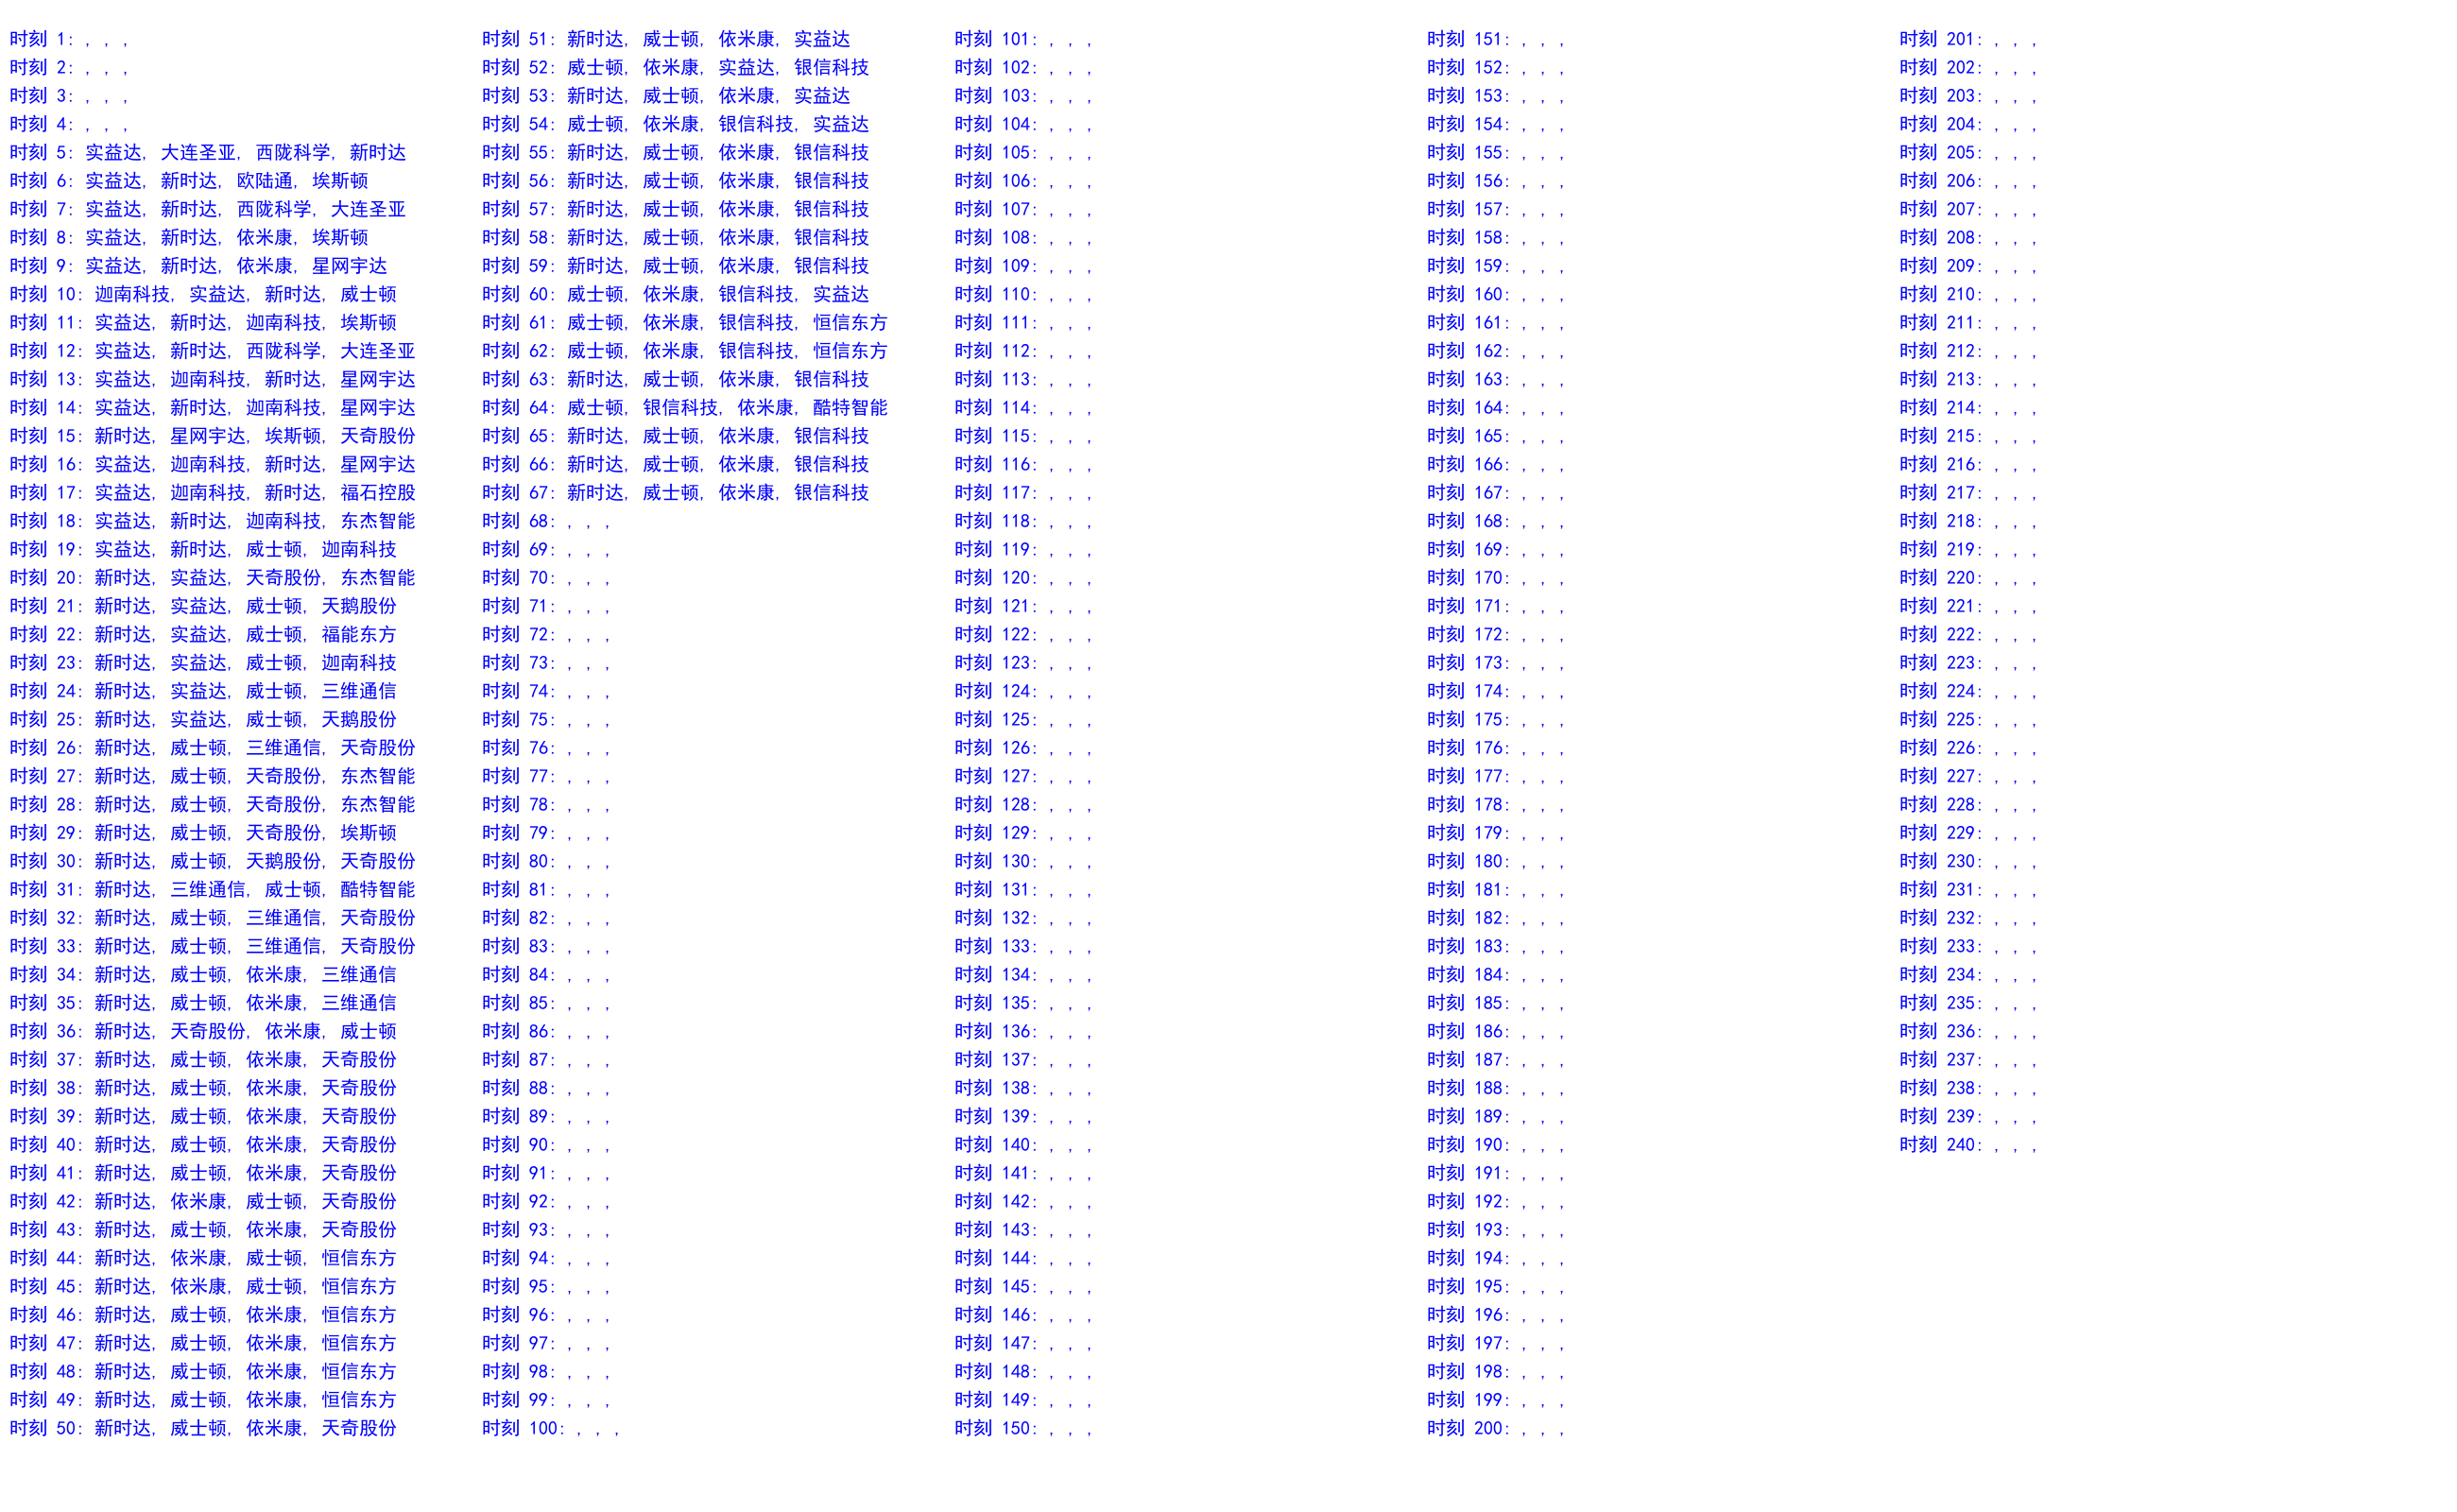 时刻 1: , , ,
时刻 2: , , ,
时刻 3: , , ,
时刻 4: , , ,
时刻 5: 实益达, 大连圣亚, 西陇科学, 新时达
时刻 6: 实益达, 新时达, 欧陆通, 埃斯顿
时刻 7: 实益达, 新时达, 西陇科学, 大连圣亚
时刻 8: 实益达, 新时达, 依米康, 埃斯顿
时刻 9: 实益达, 新时达, 依米康, 星网宇达
时刻 10: 迦南科技, 实益达, 新时达, 威士顿
时刻 11: 实益达, 新时达, 迦南科技, 埃斯顿
时刻 12: 实益达, 新时达, 西陇科学, 大连圣亚
时刻 13: 实益达, 迦南科技, 新时达, 星网宇达
时刻 14: 实益达, 新时达, 迦南科技, 星网宇达
时刻 15: 新时达, 星网宇达, 埃斯顿, 天奇股份
时刻 16: 实益达, 迦南科技, 新时达, 星网宇达
时刻 17: 实益达, 迦南科技, 新时达, 福石控股
时刻 18: 实益达, 新时达, 迦南科技, 东杰智能
时刻 19: 实益达, 新时达, 威士顿, 迦南科技
时刻 20: 新时达, 实益达, 天奇股份, 东杰智能
时刻 21: 新时达, 实益达, 威士顿, 天鹅股份
时刻 22: 新时达, 实益达, 威士顿, 福能东方
时刻 23: 新时达, 实益达, 威士顿, 迦南科技
时刻 24: 新时达, 实益达, 威士顿, 三维通信
时刻 25: 新时达, 实益达, 威士顿, 天鹅股份
时刻 26: 新时达, 威士顿, 三维通信, 天奇股份
时刻 27: 新时达, 威士顿, 天奇股份, 东杰智能
时刻 28: 新时达, 威士顿, 天奇股份, 东杰智能
时刻 29: 新时达, 威士顿, 天奇股份, 埃斯顿
时刻 30: 新时达, 威士顿, 天鹅股份, 天奇股份
时刻 31: 新时达, 三维通信, 威士顿, 酷特智能
时刻 32: 新时达, 威士顿, 三维通信, 天奇股份
时刻 33: 新时达, 威士顿, 三维通信, 天奇股份
时刻 34: 新时达, 威士顿, 依米康, 三维通信
时刻 35: 新时达, 威士顿, 依米康, 三维通信
时刻 36: 新时达, 天奇股份, 依米康, 威士顿
时刻 37: 新时达, 威士顿, 依米康, 天奇股份
时刻 38: 新时达, 威士顿, 依米康, 天奇股份
时刻 39: 新时达, 威士顿, 依米康, 天奇股份
时刻 40: 新时达, 威士顿, 依米康, 天奇股份
时刻 41: 新时达, 威士顿, 依米康, 天奇股份
时刻 42: 新时达, 依米康, 威士顿, 天奇股份
时刻 43: 新时达, 威士顿, 依米康, 天奇股份
时刻 44: 新时达, 依米康, 威士顿, 恒信东方
时刻 45: 新时达, 依米康, 威士顿, 恒信东方
时刻 46: 新时达, 威士顿, 依米康, 恒信东方
时刻 47: 新时达, 威士顿, 依米康, 恒信东方
时刻 48: 新时达, 威士顿, 依米康, 恒信东方
时刻 49: 新时达, 威士顿, 依米康, 恒信东方
时刻 50: 新时达, 威士顿, 依米康, 天奇股份
时刻 51: 新时达, 威士顿, 依米康, 实益达
时刻 52: 威士顿, 依米康, 实益达, 银信科技
时刻 53: 新时达, 威士顿, 依米康, 实益达
时刻 54: 威士顿, 依米康, 银信科技, 实益达
时刻 55: 新时达, 威士顿, 依米康, 银信科技
时刻 56: 新时达, 威士顿, 依米康, 银信科技
时刻 57: 新时达, 威士顿, 依米康, 银信科技
时刻 58: 新时达, 威士顿, 依米康, 银信科技
时刻 59: 新时达, 威士顿, 依米康, 银信科技
时刻 60: 威士顿, 依米康, 银信科技, 实益达
时刻 61: 威士顿, 依米康, 银信科技, 恒信东方
时刻 62: 威士顿, 依米康, 银信科技, 恒信东方
时刻 63: 新时达, 威士顿, 依米康, 银信科技
时刻 64: 威士顿, 银信科技, 依米康, 酷特智能
时刻 65: 新时达, 威士顿, 依米康, 银信科技
时刻 66: 新时达, 威士顿, 依米康, 银信科技
时刻 67: 新时达, 威士顿, 依米康, 银信科技
时刻 68: , , ,
时刻 69: , , ,
时刻 70: , , ,
时刻 71: , , ,
时刻 72: , , ,
时刻 73: , , ,
时刻 74: , , ,
时刻 75: , , ,
时刻 76: , , ,
时刻 77: , , ,
时刻 78: , , ,
时刻 79: , , ,
时刻 80: , , ,
时刻 81: , , ,
时刻 82: , , ,
时刻 83: , , ,
时刻 84: , , ,
时刻 85: , , ,
时刻 86: , , ,
时刻 87: , , ,
时刻 88: , , ,
时刻 89: , , ,
时刻 90: , , ,
时刻 91: , , ,
时刻 92: , , ,
时刻 93: , , ,
时刻 94: , , ,
时刻 95: , , ,
时刻 96: , , ,
时刻 97: , , ,
时刻 98: , , ,
时刻 99: , , ,
时刻 100: , , ,
时刻 101: , , ,
时刻 102: , , ,
时刻 103: , , ,
时刻 104: , , ,
时刻 105: , , ,
时刻 106: , , ,
时刻 107: , , ,
时刻 108: , , ,
时刻 109: , , ,
时刻 110: , , ,
时刻 111: , , ,
时刻 112: , , ,
时刻 113: , , ,
时刻 114: , , ,
时刻 115: , , ,
时刻 116: , , ,
时刻 117: , , ,
时刻 118: , , ,
时刻 119: , , ,
时刻 120: , , ,
时刻 121: , , ,
时刻 122: , , ,
时刻 123: , , ,
时刻 124: , , ,
时刻 125: , , ,
时刻 126: , , ,
时刻 127: , , ,
时刻 128: , , ,
时刻 129: , , ,
时刻 130: , , ,
时刻 131: , , ,
时刻 132: , , ,
时刻 133: , , ,
时刻 134: , , ,
时刻 135: , , ,
时刻 136: , , ,
时刻 137: , , ,
时刻 138: , , ,
时刻 139: , , ,
时刻 140: , , ,
时刻 141: , , ,
时刻 142: , , ,
时刻 143: , , ,
时刻 144: , , ,
时刻 145: , , ,
时刻 146: , , ,
时刻 147: , , ,
时刻 148: , , ,
时刻 149: , , ,
时刻 150: , , ,
时刻 151: , , ,
时刻 152: , , ,
时刻 153: , , ,
时刻 154: , , ,
时刻 155: , , ,
时刻 156: , , ,
时刻 157: , , ,
时刻 158: , , ,
时刻 159: , , ,
时刻 160: , , ,
时刻 161: , , ,
时刻 162: , , ,
时刻 163: , , ,
时刻 164: , , ,
时刻 165: , , ,
时刻 166: , , ,
时刻 167: , , ,
时刻 168: , , ,
时刻 169: , , ,
时刻 170: , , ,
时刻 171: , , ,
时刻 172: , , ,
时刻 173: , , ,
时刻 174: , , ,
时刻 175: , , ,
时刻 176: , , ,
时刻 177: , , ,
时刻 178: , , ,
时刻 179: , , ,
时刻 180: , , ,
时刻 181: , , ,
时刻 182: , , ,
时刻 183: , , ,
时刻 184: , , ,
时刻 185: , , ,
时刻 186: , , ,
时刻 187: , , ,
时刻 188: , , ,
时刻 189: , , ,
时刻 190: , , ,
时刻 191: , , ,
时刻 192: , , ,
时刻 193: , , ,
时刻 194: , , ,
时刻 195: , , ,
时刻 196: , , ,
时刻 197: , , ,
时刻 198: , , ,
时刻 199: , , ,
时刻 200: , , ,
时刻 201: , , ,
时刻 202: , , ,
时刻 203: , , ,
时刻 204: , , ,
时刻 205: , , ,
时刻 206: , , ,
时刻 207: , , ,
时刻 208: , , ,
时刻 209: , , ,
时刻 210: , , ,
时刻 211: , , ,
时刻 212: , , ,
时刻 213: , , ,
时刻 214: , , ,
时刻 215: , , ,
时刻 216: , , ,
时刻 217: , , ,
时刻 218: , , ,
时刻 219: , , ,
时刻 220: , , ,
时刻 221: , , ,
时刻 222: , , ,
时刻 223: , , ,
时刻 224: , , ,
时刻 225: , , ,
时刻 226: , , ,
时刻 227: , , ,
时刻 228: , , ,
时刻 229: , , ,
时刻 230: , , ,
时刻 231: , , ,
时刻 232: , , ,
时刻 233: , , ,
时刻 234: , , ,
时刻 235: , , ,
时刻 236: , , ,
时刻 237: , , ,
时刻 238: , , ,
时刻 239: , , ,
时刻 240: , , ,